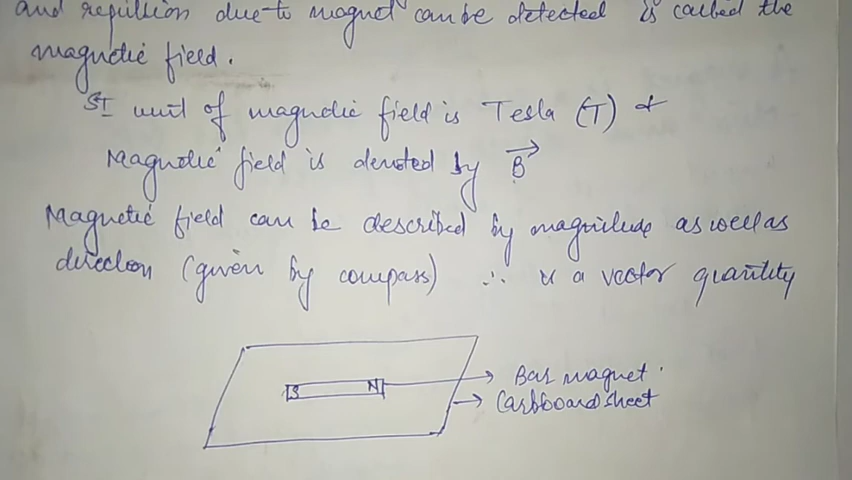 and repulsion due to magnet can be detected is called the
magnetic field.
SI unit of magnetic field is Tesla (T) &
Magnetic field is denoted by B⃗
Magnetic field can be described by magnitude as well as
direction (given by compass) ∴ is a vector quantity
S N → Bar magnet.
→ Cardboard sheet